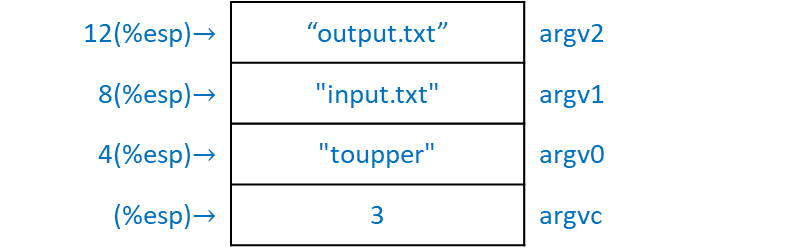 12(%esp)→ “output.txt” argv2
8(%esp)→ "input.txt" argv1
4(%esp)→ "toupper" argv0
(%esp)→ 3 argvc